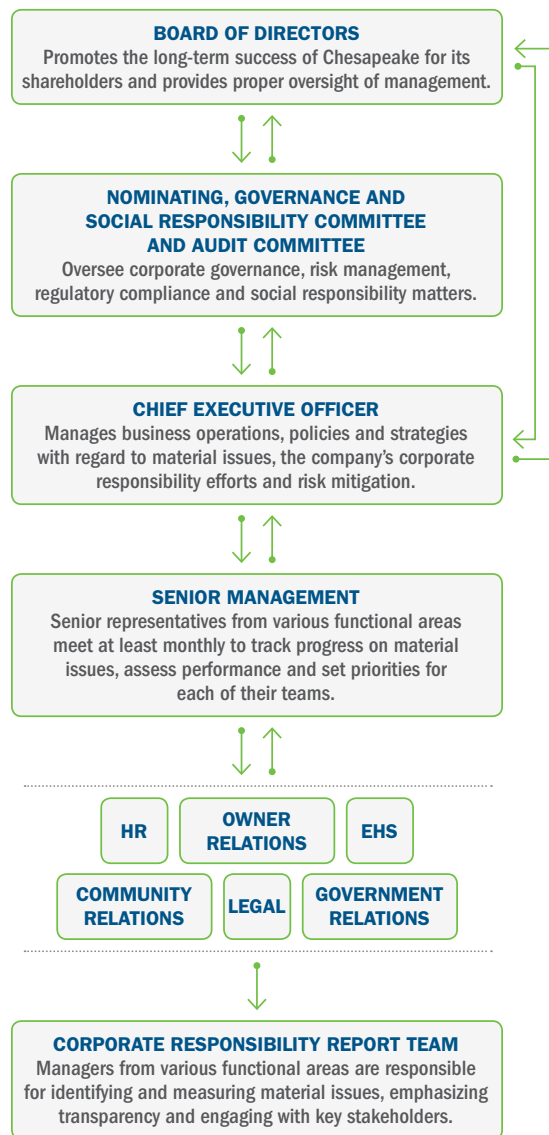 BOARD OF DIRECTORS
Promotes the long-term success of Chesapeake for its
shareholders and provides proper oversight of management.
NOMINATING, GOVERNANCE AND
SOCIAL RESPONSIBILITY COMMITTEE
AND AUDIT COMMITTEE
Oversee corporate governance, risk management,
regulatory compliance and social responsibility matters.
CHIEF EXECUTIVE OFFICER
Manages business operations, policies and strategies
with regard to material issues, the company’s corporate
responsibility efforts and risk mitigation.
SENIOR MANAGEMENT
Senior representatives from various functional areas
meet at least monthly to track progress on material
issues, assess performance and set priorities for
each of their teams.
HR
OWNER
RELATIONS
EHS
COMMUNITY
RELATIONS
LEGAL
GOVERNMENT
RELATIONS
CORPORATE RESPONSIBILITY REPORT TEAM
Managers from various functional areas are responsible
for identifying and measuring material issues, emphasizing
transparency and engaging with key stakeholders.